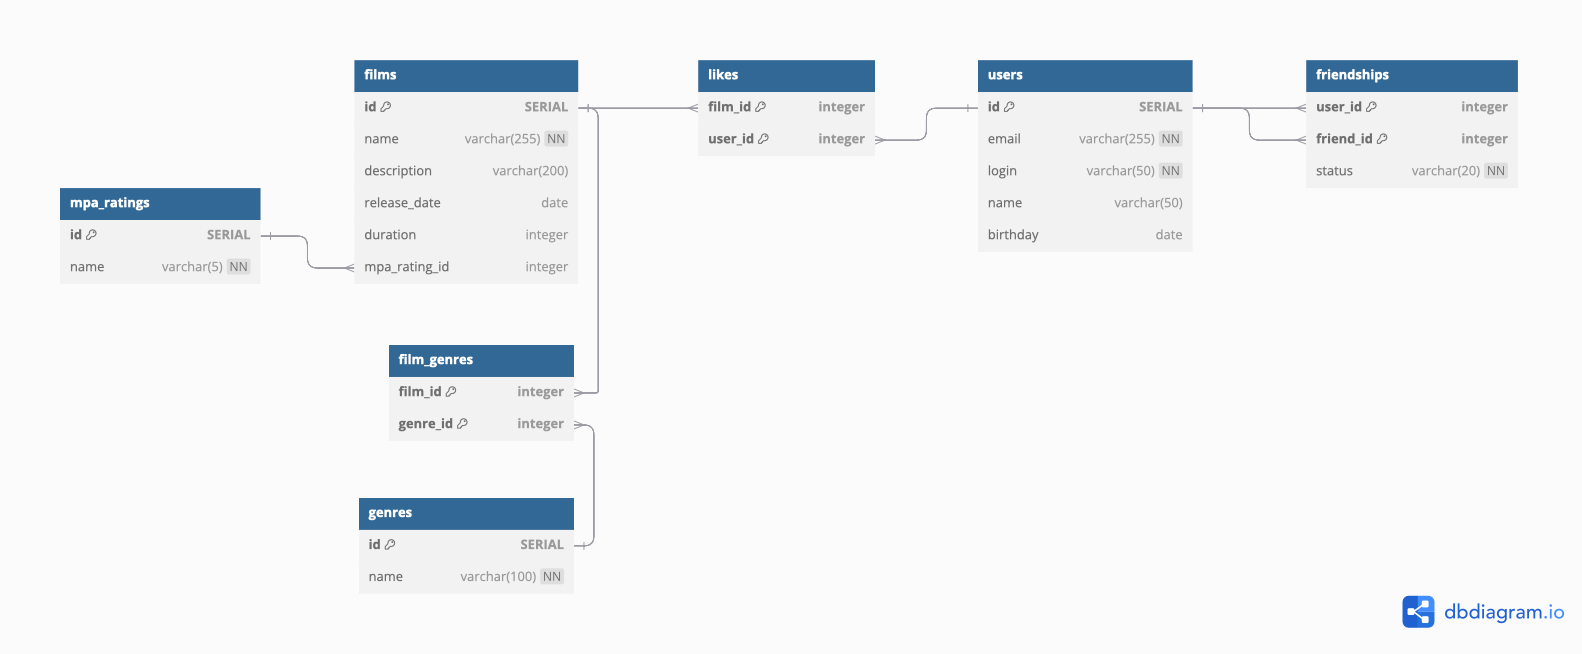 films
id SERIAL
name varchar(255) NN
description varchar(200)
release_date date
duration integer
mpa_rating_id integer
likes
film_id integer
user_id integer
users
id SERIAL
email varchar(255) NN
login varchar(50) NN
name varchar(50)
birthday date
friendships
user_id integer
friend_id integer
status varchar(20) NN
mpa_ratings
id SERIAL
name varchar(5) NN
film_genres
film_id integer
genre_id integer
genres
id SERIAL
name varchar(100) NN
dbdiagram.io